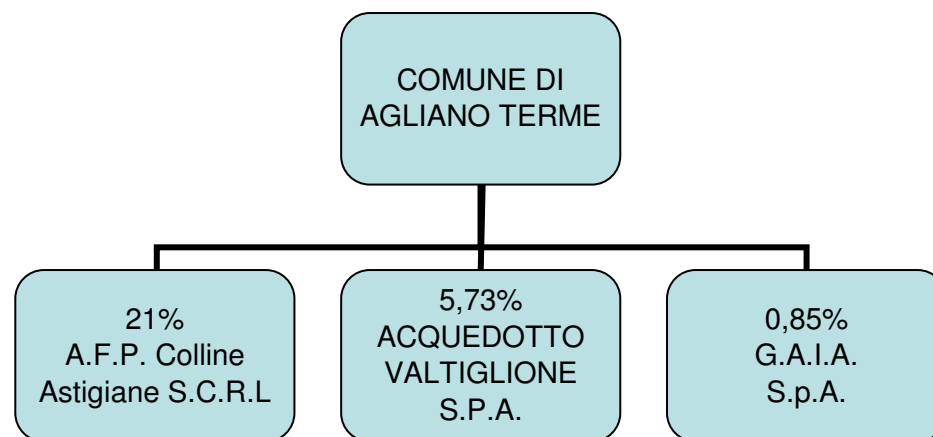 COMUNE DI
AGLIANO TERME
21%
A.F.P. Colline
Astigiane S.C.R.L
5,73%
ACQUEDOTTO
VALTIGLIONE
S.P.A.
0,85%
G.A.I.A.
S.p.A.